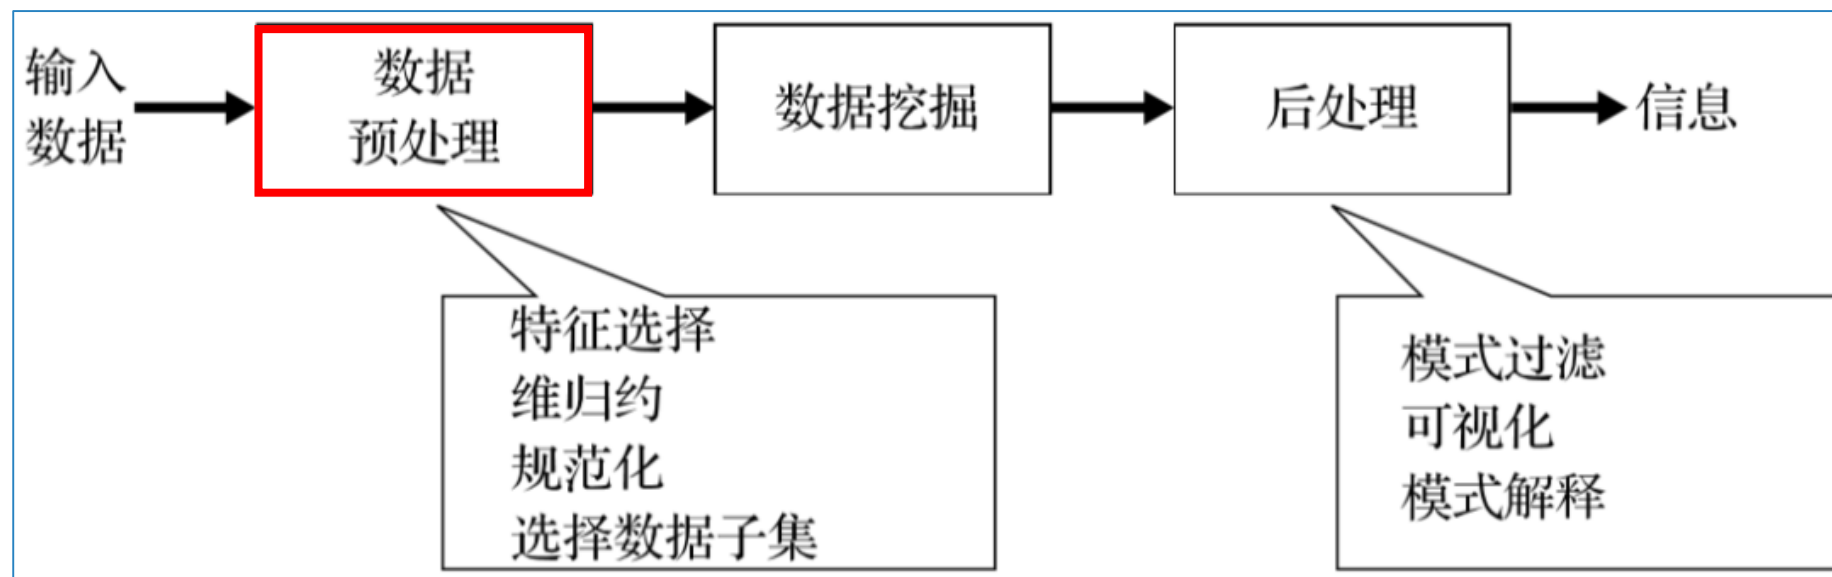 输入
数据
数据
预处理
数据挖掘
后处理
信息
特征选择
维归约
规范化
选择数据子集
模式过滤
可视化
模式解释